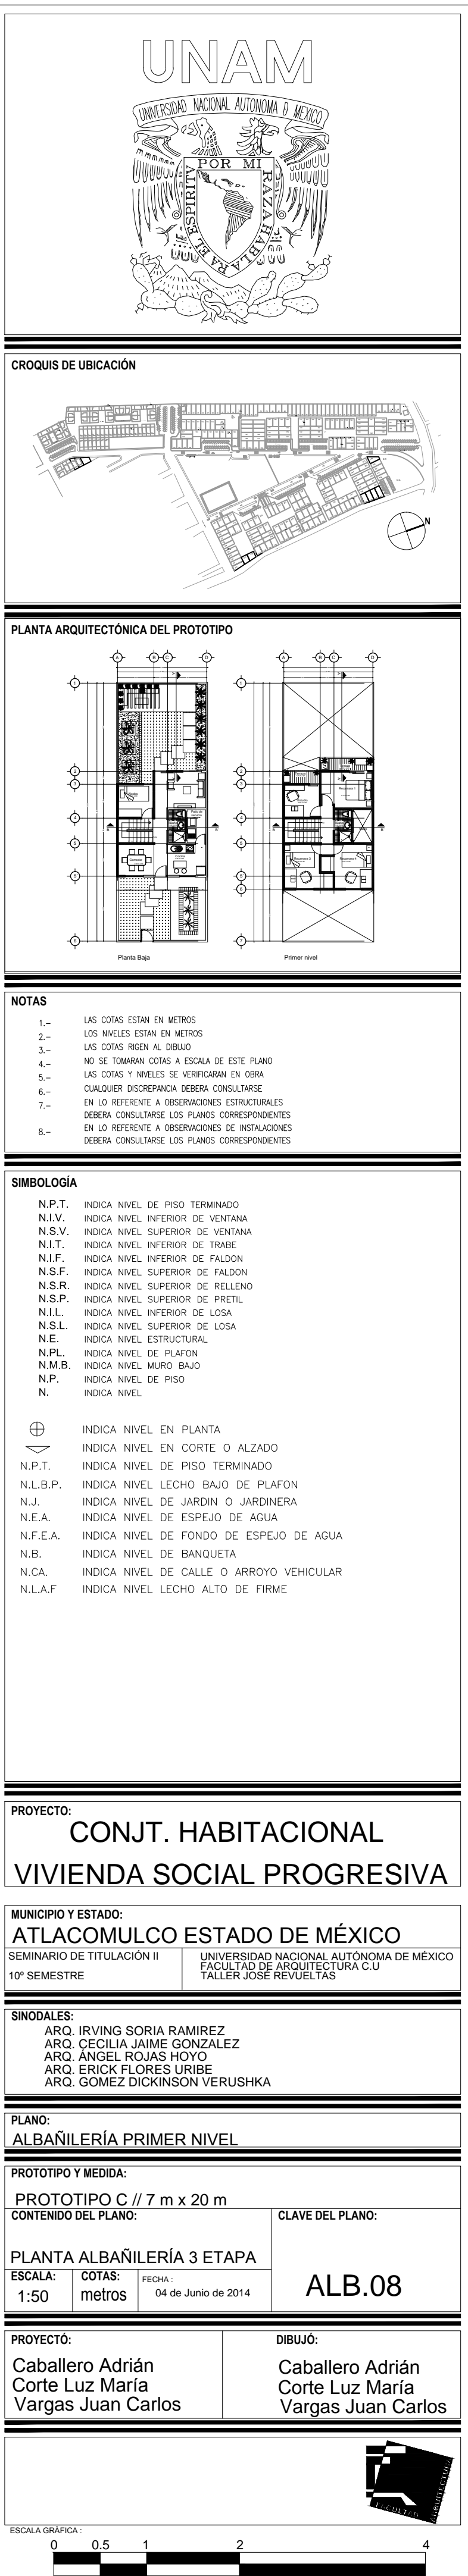 UNAM
UNIVERSIDAD NACIONAL AUTONOMA D MEXICO
POR MI
RAZA HABLARA EL ESPIRITV
CROQUIS DE UBICACIÓN
N
PLANTA ARQUITECTÓNICA DEL PROTOTIPO
A B C D A B C D
1 1
2 2
3 3
4 4
5 5
Planta Baja Primer nivel
NOTAS
1.- LAS COTAS ESTAN EN METROS
2.- LOS NIVELES ESTAN EN METROS
3.- LAS COTAS RIGEN AL DIBUJO
4.- NO SE TOMARAN COTAS A ESCALA DE ESTE PLANO
5.- LAS COTAS Y NIVELES SE VERIFICARAN EN OBRA
6.- CUALQUIER DISCREPANCIA DEBERA CONSULTARSE
7.- EN LO REFERENTE A OBSERVACIONES ESTRUCTURALES
DEBERA CONSULTARSE LOS PLANOS CORRESPONDIENTES
8.- EN LO REFERENTE A OBSERVACIONES DE INSTALACIONES
DEBERA CONSULTARSE LOS PLANOS CORRESPONDIENTES
SIMBOLOGÍA
N.P.T. INDICA NIVEL DE PISO TERMINADO
N.I.V. INDICA NIVEL INFERIOR DE VENTANA
N.S.V. INDICA NIVEL SUPERIOR DE VENTANA
N.I.T. INDICA NIVEL INFERIOR DE TRABE
N.I.F. INDICA NIVEL INFERIOR DE FALDON
N.S.F. INDICA NIVEL SUPERIOR DE FALDON
N.S.R. INDICA NIVEL SUPERIOR DE RELLENO
N.S.P. INDICA NIVEL SUPERIOR DE PRETIL
N.I.L. INDICA NIVEL INFERIOR DE LOSA
N.S.L. INDICA NIVEL SUPERIOR DE LOSA
N.E. INDICA NIVEL ESTRUCTURAL
N.PL. INDICA NIVEL DE PLAFON
N.M.B. INDICA NIVEL MURO BAJO
N.P. INDICA NIVEL DE PISO
N. INDICA NIVEL
INDICA NIVEL EN PLANTA
INDICA NIVEL EN CORTE O ALZADO
N.P.T. INDICA NIVEL DE PISO TERMINADO
N.L.B.P. INDICA NIVEL LECHO BAJO DE PLAFON
N.J. INDICA NIVEL DE JARDIN O JARDINERA
N.E.A. INDICA NIVEL DE ESPEJO DE AGUA
N.F.E.A. INDICA NIVEL DE FONDO DE ESPEJO DE AGUA
N.B. INDICA NIVEL DE BANQUETA
N.CA. INDICA NIVEL DE CALLE O ARROYO VEHICULAR
N.L.A.F INDICA NIVEL LECHO ALTO DE FIRME
PROYECTO:
CONJT. HABITACIONAL
VIVIENDA SOCIAL PROGRESIVA
MUNICIPIO Y ESTADO:
ATLACOMULCO ESTADO DE MÉXICO
SEMINARIO DE TITULACIÓN II
10º SEMESTRE
UNIVERSIDAD NACIONAL AUTÓNOMA DE MÉXICO
FACULTAD DE ARQUITECTURA C.U
TALLER JOSÉ REVUELTAS
SINODALES:
ARQ. IRVING SORIA RAMIREZ
ARQ. CECILIA JAIME GONZALEZ
ARQ. ÁNGEL ROJAS HOYO
ARQ. ERICK FLORES URIBE
ARQ. GOMEZ DICKINSON VERUSHKA
PLANO:
ALBAÑILERÍA PRIMER NIVEL
PROTOTIPO Y MEDIDA:
PROTOTIPO C // 7 m x 20 m
CONTENIDO DEL PLANO:
PLANTA ALBAÑILERÍA 3 ETAPA
CLAVE DEL PLANO:
ALB.08
ESCALA:
1:50
COTAS:
metros
FECHA :
04 de Junio de 2014
PROYECTÓ:
Caballero Adrián
Corte Luz María
Vargas Juan Carlos
DIBUJÓ:
Caballero Adrián
Corte Luz María
Vargas Juan Carlos
FACULTAD ARQUITECTURA
ESCALA GRÁFICA :
0 0.5 1 2 4